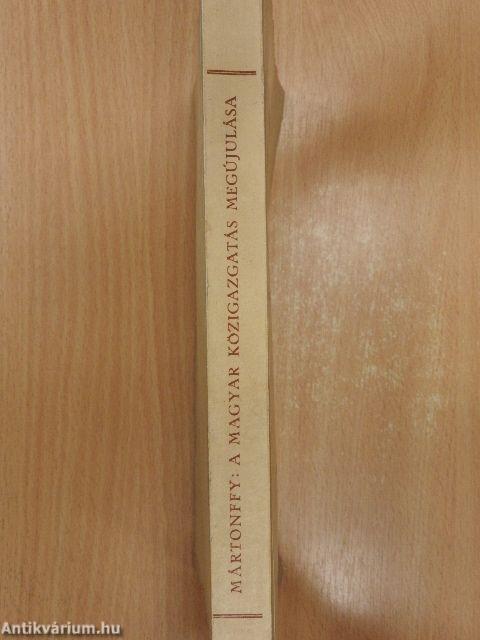 MÁRTONFFY: A MAGYAR KÖZIGAZGATÁS MEGÚJULÁSA
Antikvárium.hu